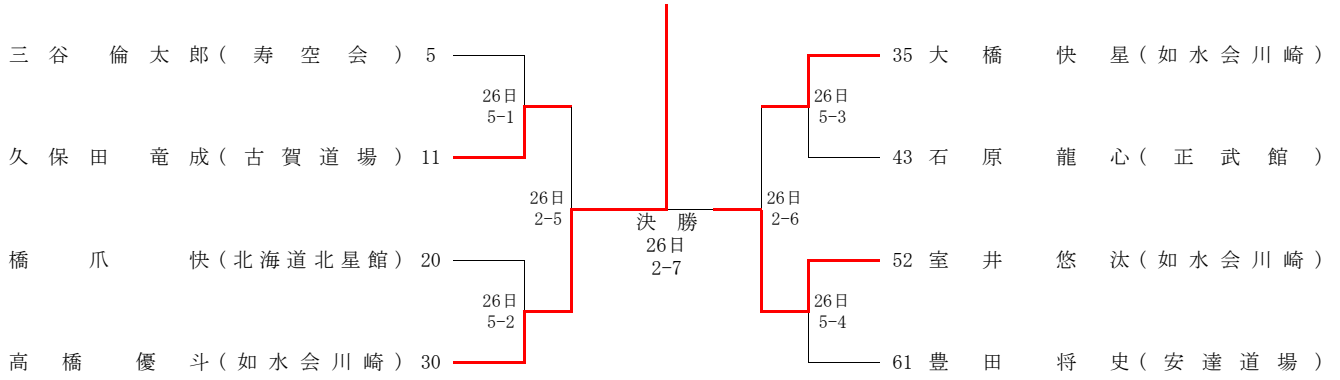 三谷 倫太郎(寿空会) 5
26日
5-1
久保田 竜成(古賀道場) 11
26日
2-5
橋爪 快(北海道北星館) 20
26日
5-2
高橋 優斗(如水会川崎) 30
決勝
26日
2-7
35 大橋 快星(如水会川崎)
26日
5-3
43 石原 龍心(正武館)
26日
2-6
52 室井 悠汰(如水会川崎)
26日
5-4
61 豊田 将史(安達道場)